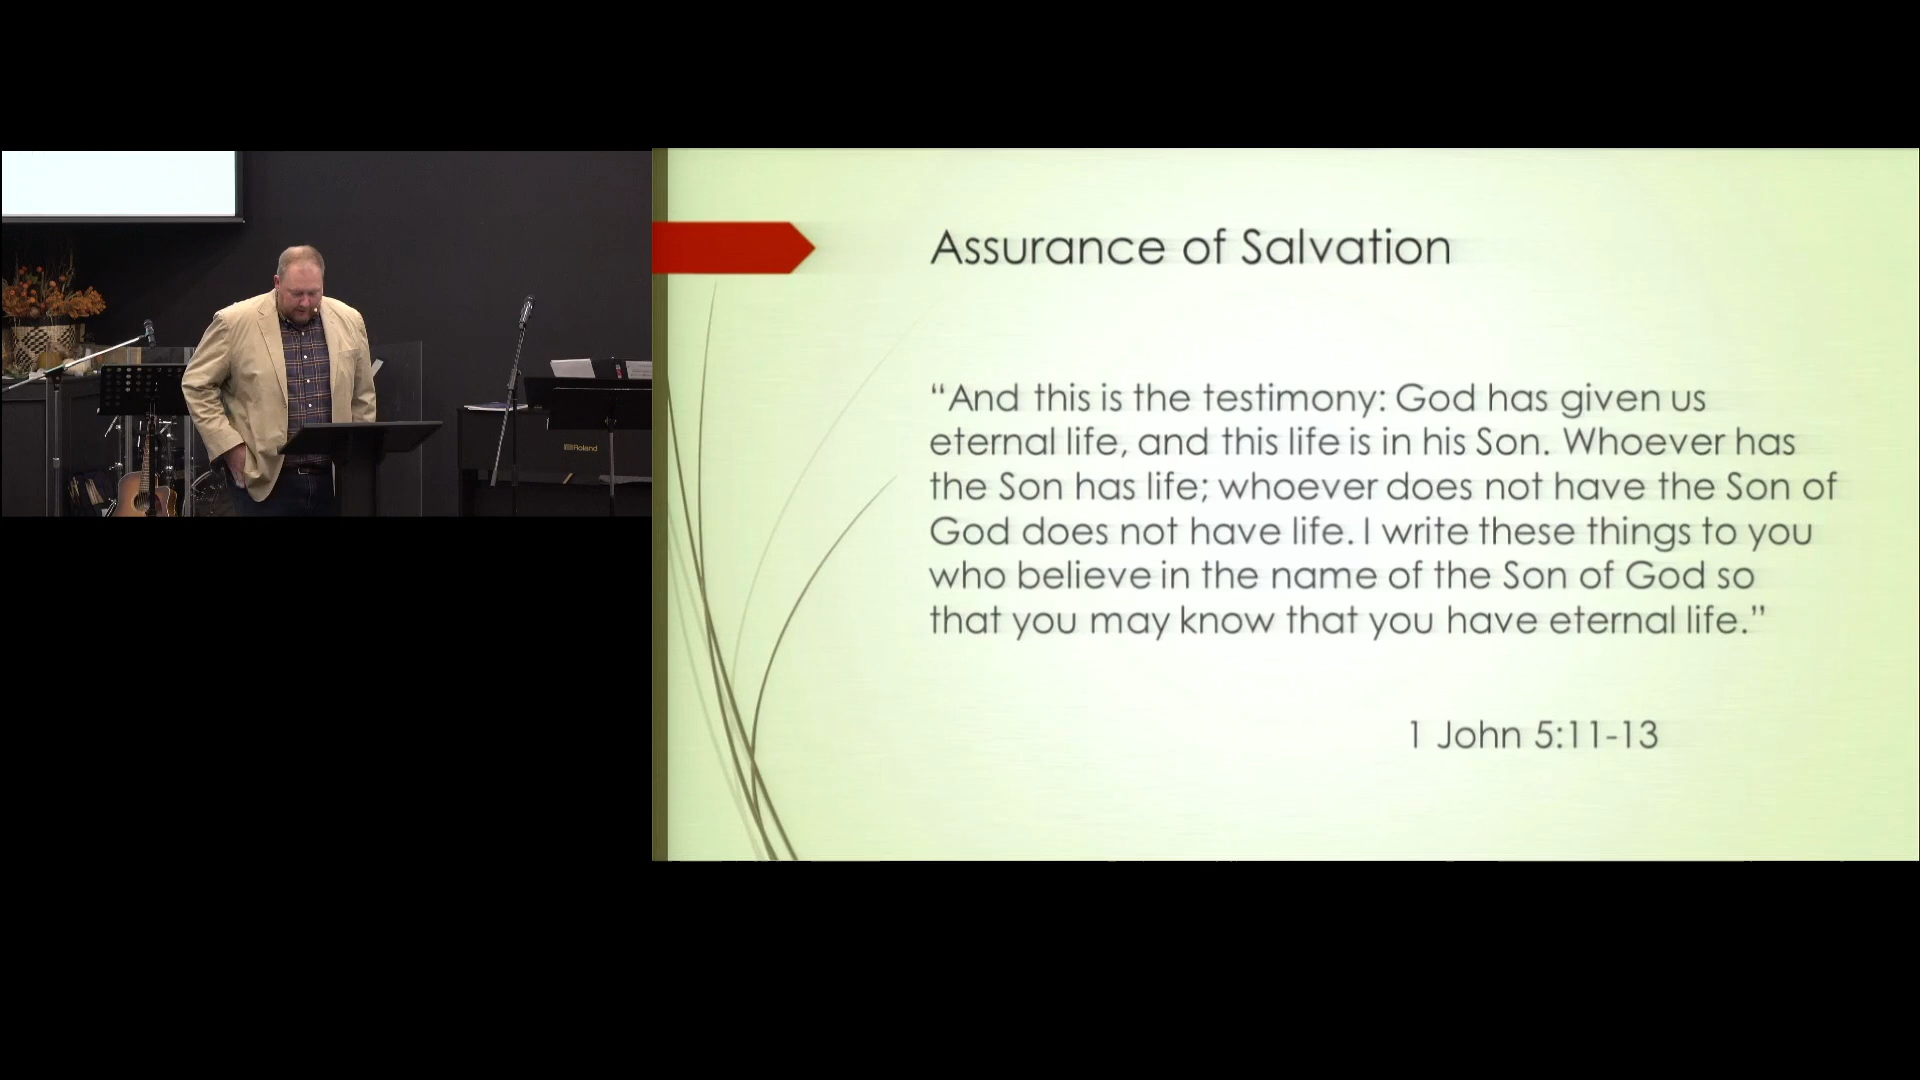 Assurance of Salvation
“And this is the testimony: God has given us
eternal life, and this life is in his Son. Whoever has
the Son has life; whoever does not have the Son of
God does not have life. I write these things to you
who believe in the name of the Son of God so
that you may know that you have eternal life.”
1 John 5:11-13
Roland